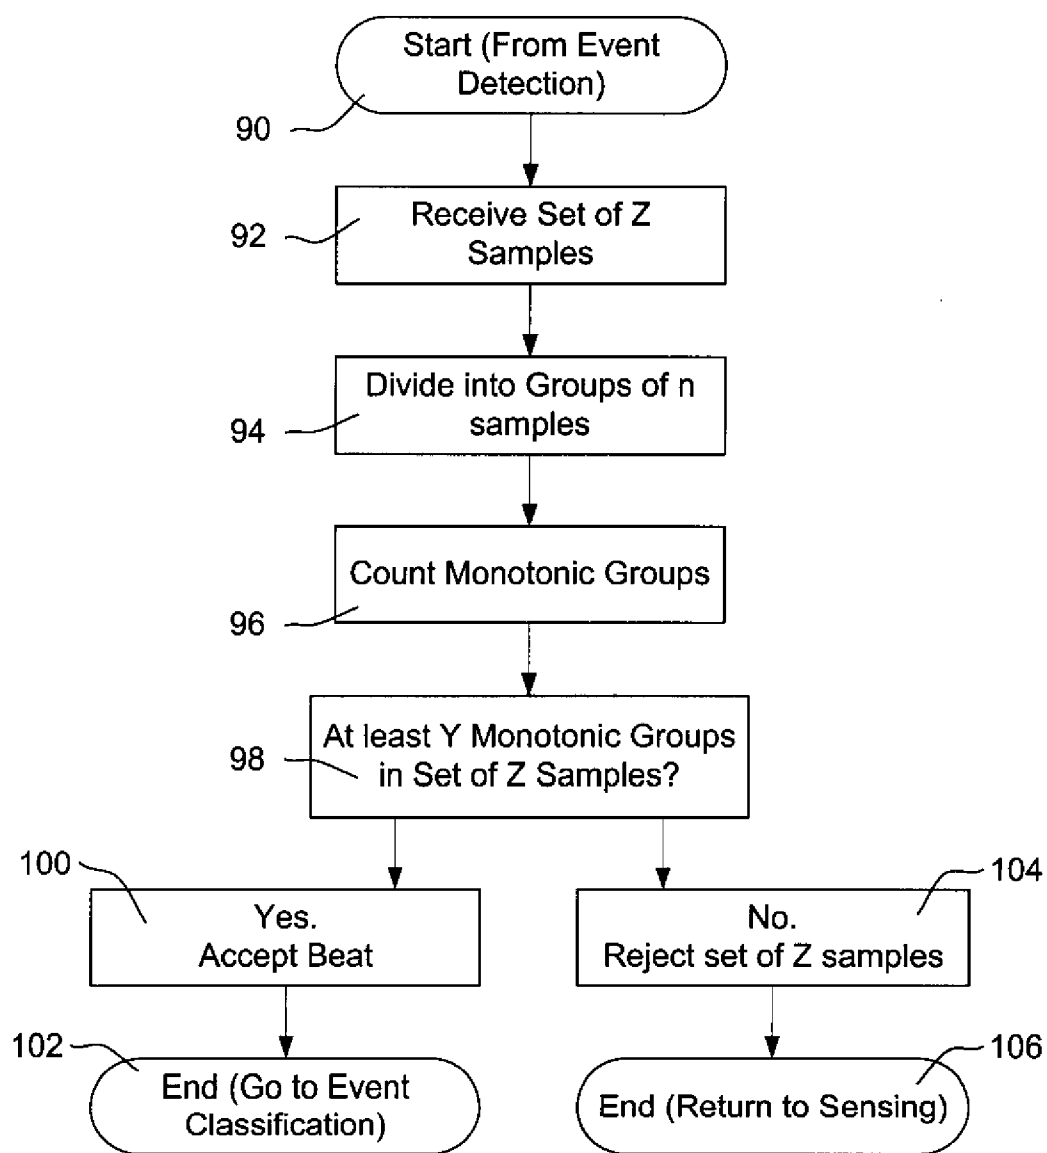 Start (From Event
Detection)
90
Receive Set of Z
Samples
92
Divide into Groups of n
samples
94
Count Monotonic Groups
96
At least Y Monotonic Groups
in Set of Z Samples?
98
100
Yes.
Accept Beat
104
No.
Reject set of Z samples
102
End (Go to Event
Classification)
106
End (Return to Sensing)